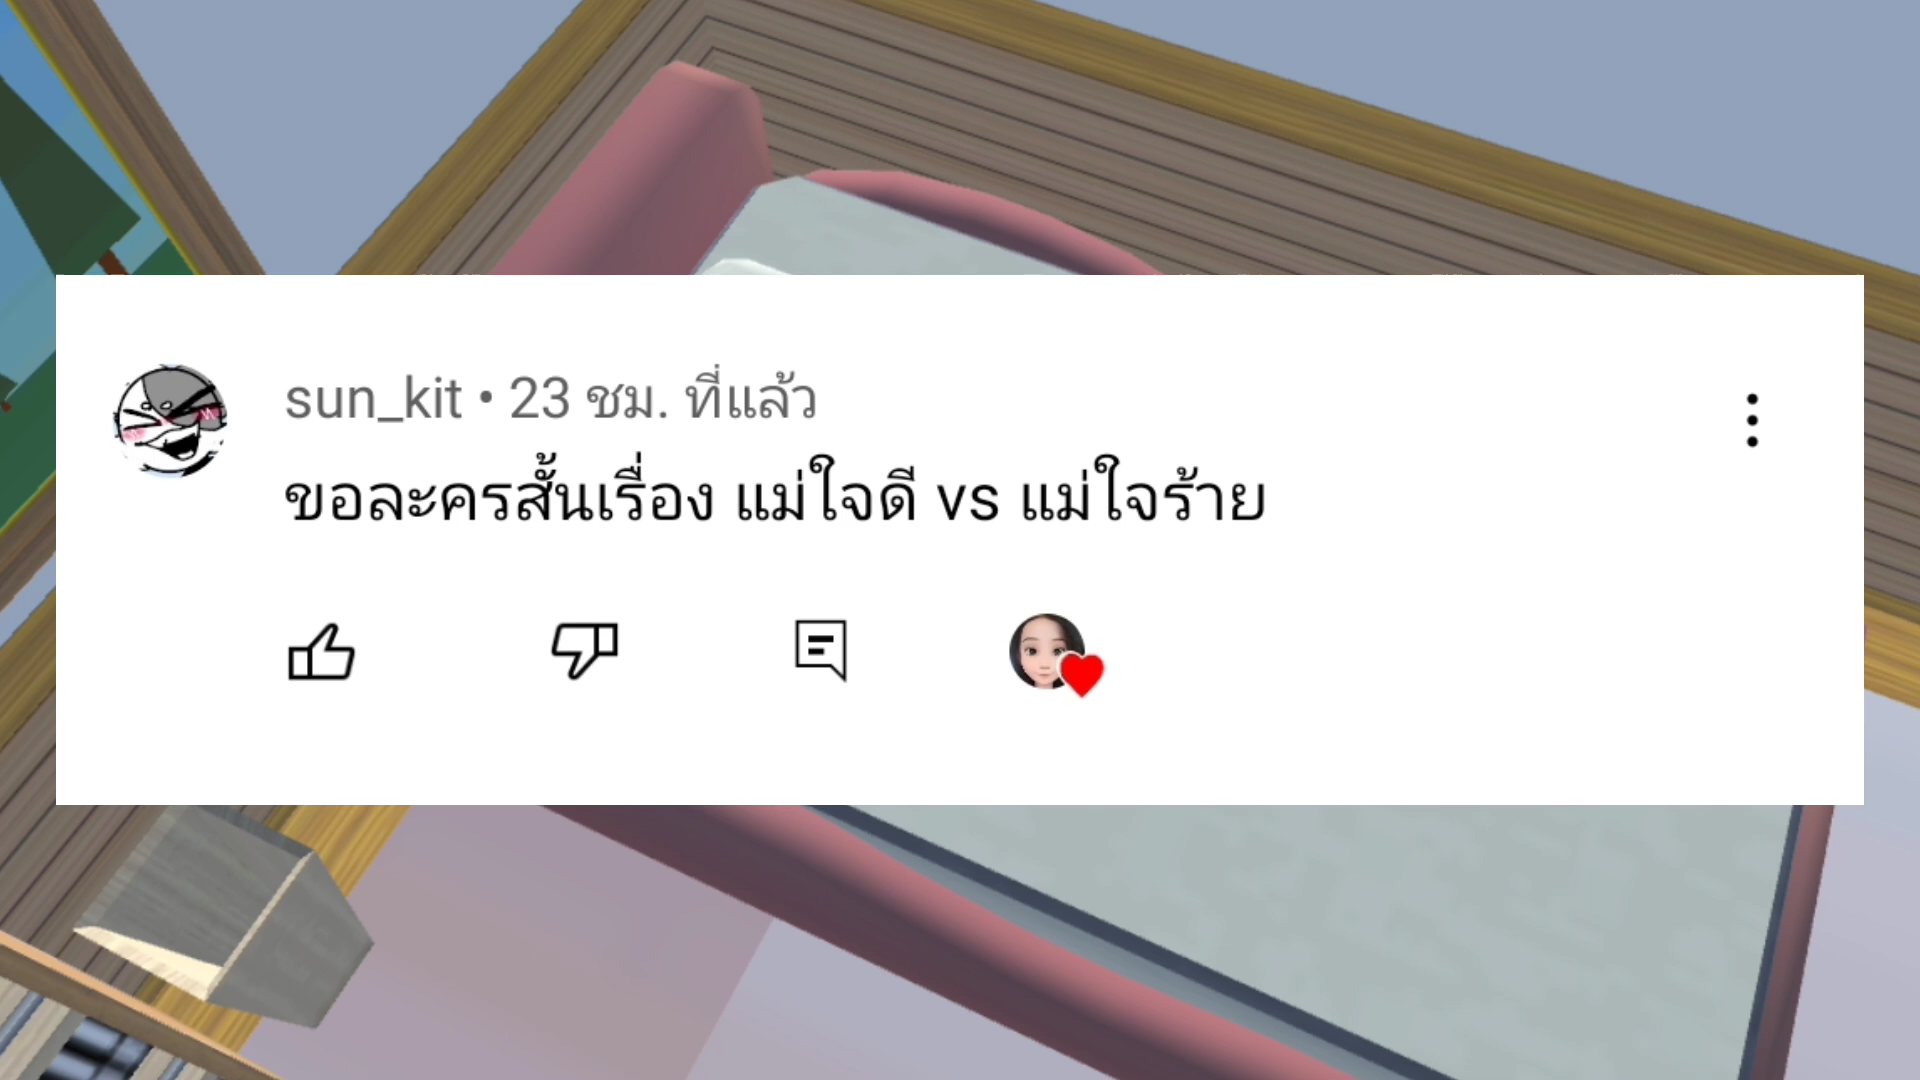 sun_kit • 23 ชม. ที่แล้ว
ขอละครสั้นเรื่อง แม่ใจดี vs แม่ใจร้าย